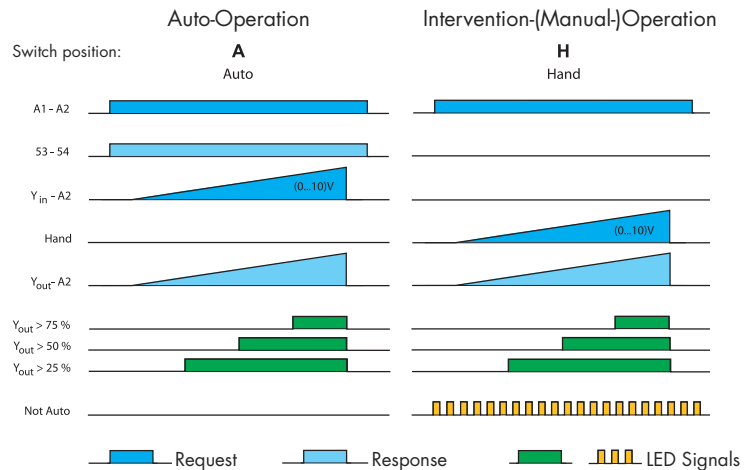 Auto-Operation Intervention-(Manual-)Operation
Switch position: A H
Auto Hand
A1 - A2
53 - 54
Y in - A2 (0...10)V
Hand (0...10)V
Yout- A2
Yout > 75 %
Yout > 50 %
Yout > 25 %
Not Auto
Request Response LED Signals